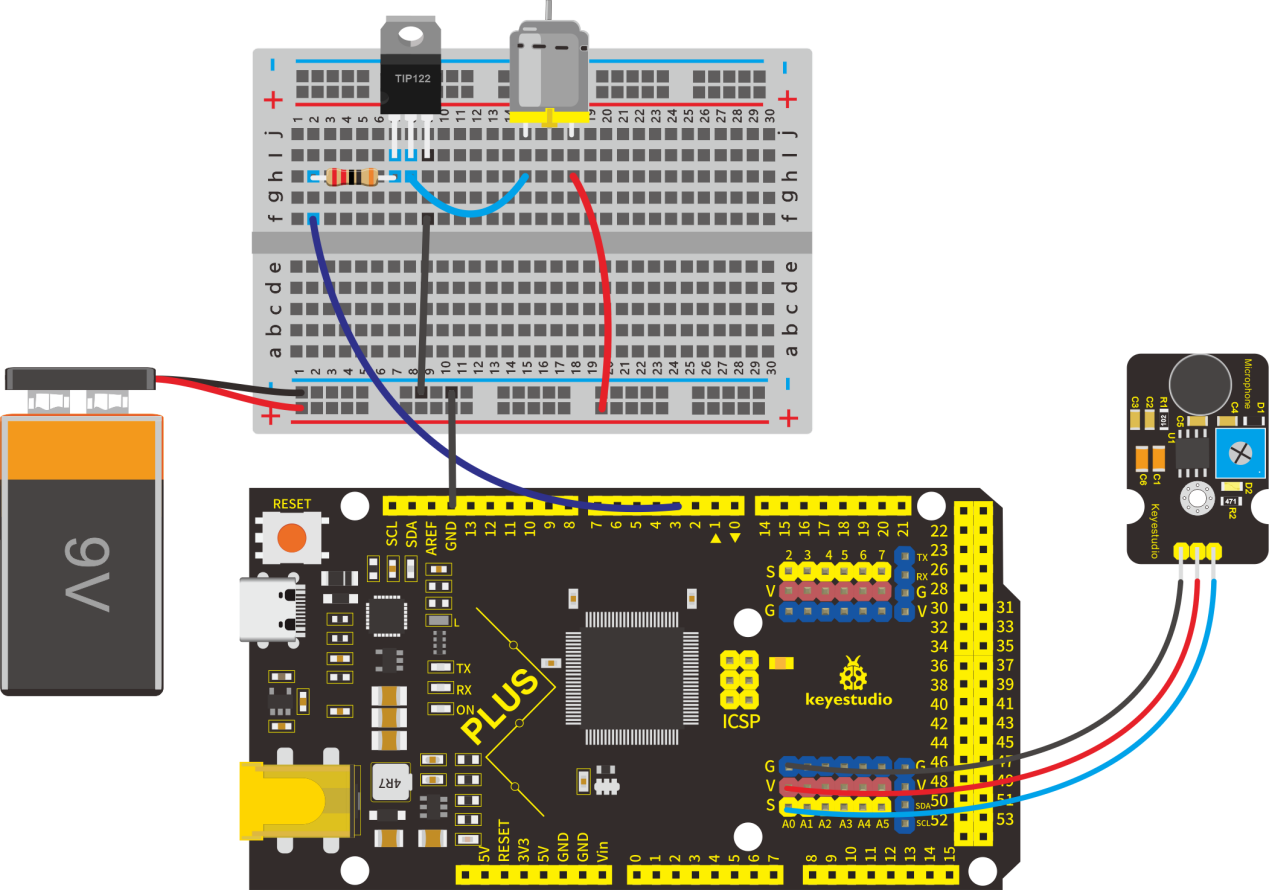 TIP122
- -
+ +
1 2 3 4 5 6 7 8 9 10 11 12 13 14 15 16 17 18 19 20 21 22 23 24 25 26 27 28 29 30
j j
I I
h h
g g
f f
e e
d d
c c
b b
a a
1 2 3 4 5 6 7 8 9 10 11 12 13 14 15 16 17 18 19 20 21 22 23 24 25 26 27 28 29 30
- -
+ +
9V
Microphone
C3 C2 R1 C5 C4 D1
102
U1
C6 C1
D2
471
R2
Keyestudio
RESET
SCL SDA AREF GND 13 12 11 10 9 8
7 6 5 4 3 2 1 0
14 15 16 17 18 19 20 21
22
23
26
28
30 31
32 33
34 35
36 37
38 39
40 41
42 43
44 45
46 47
48 49
50 51
52 53
2 3 4 5 6 7
S
V
G
TX
RX
G
V
L
TX
RX
ON
PLUS
ICSP
keyestudio
4R7
G
V
S
A0 A1 A2 A3 A4 A5
G
V
SDA
SCL
5V RESET 3V3 5V GND GND Vin
0 1 2 3 4 5 6 7
8 9 10 11 12 13 14 15